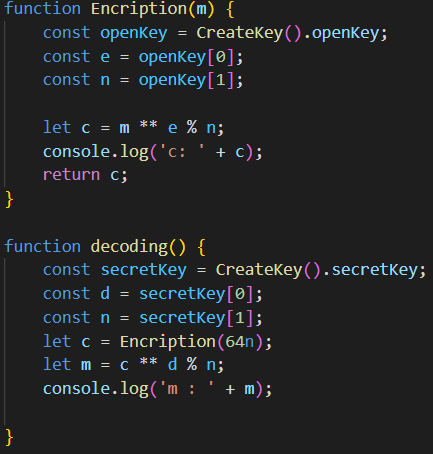 function Encription(m) {
    const openKey = CreateKey().openKey;
    const e = openKey[0];
    const n = openKey[1];

    let c = m ** e % n;
    console.log('c: ' + c);
    return c;
}

function decoding() {
    const secretKey = CreateKey().secretKey;
    const d = secretKey[0];
    const n = secretKey[1];
    let c = Encription(64n);
    let m = c ** d % n;
    console.log('m : ' + m);

}